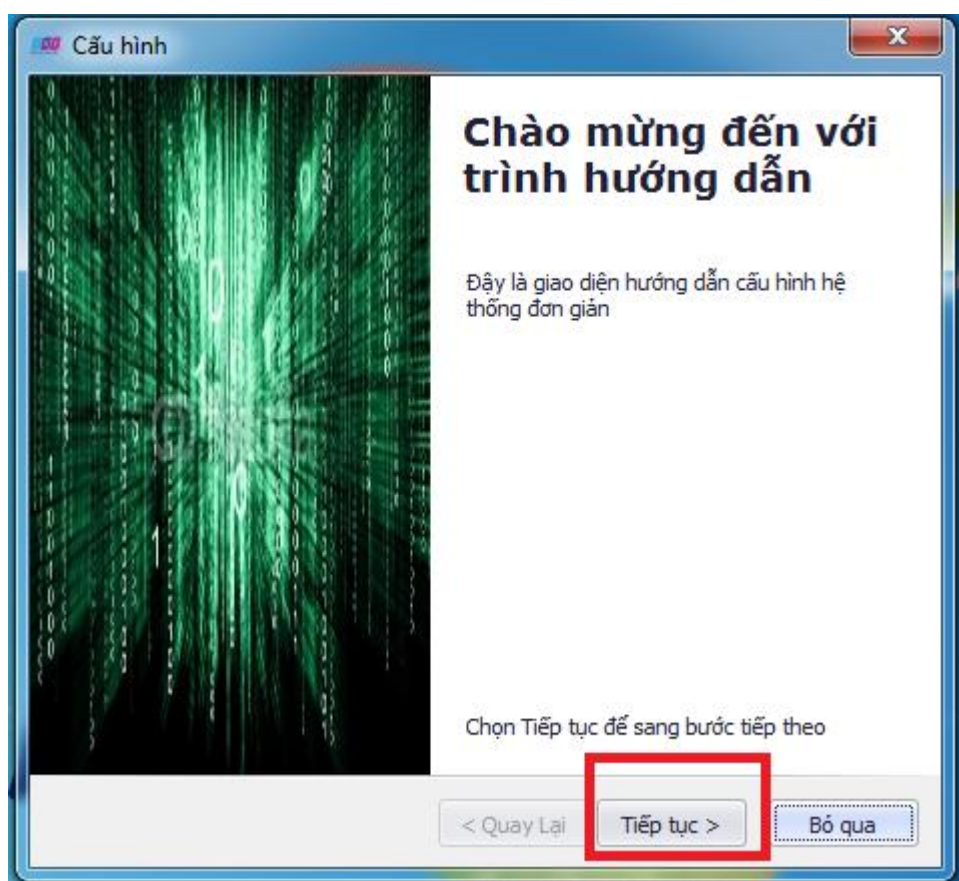 Cấu hình
Chào mừng đến với
trình hướng dẫn
Đậy là giao diện hướng dẫn cấu hình hệ
thống đơn giản
Chọn Tiếp tục để sang bước tiếp theo
< Quay Lại
Tiếp tục >
Bỏ qua